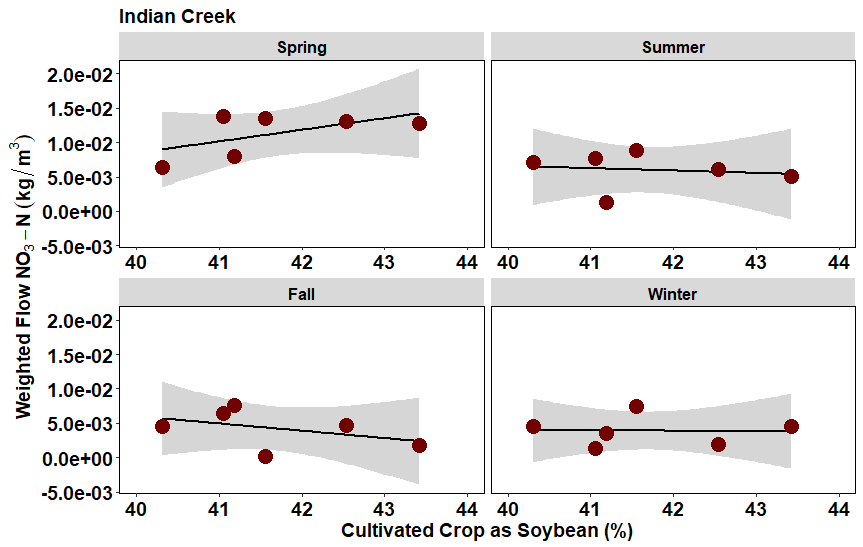 Indian Creek
Spring
Summer
2.0e-02
1.5e-02
1.0e-02
5.0e-03
0.0e+00
-5.0e-03
40 41 42 43 44
40 41 42 43 44
Fall
Winter
2.0e-02
1.5e-02
1.0e-02
5.0e-03
0.0e+00
-5.0e-03
40 41 42 43 44
40 41 42 43 44
Weighted Flow NO₃−N (kg/m³)
Cultivated Crop as Soybean (%)